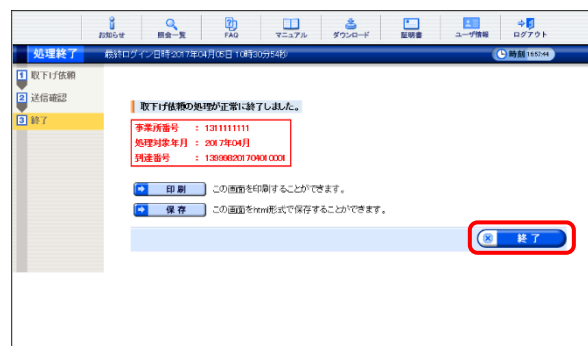 お知らせ 照会一覧 FAQ マニュアル ダウンロード 証明書 ユーザ情報 ログアウト
処理終了 最終ログイン日時:2017年04月05日 10時30分54秒 時刻 15:57:44
1 取下げ依頼
2 送信確認
3 終了
取下げ依頼の処理が正常に終了しました。
事業所番号 : 1311111111
処理対象年月 : 2017年04月
到達番号 : 13999820170401 0001
印刷 この画面を印刷することができます。
保存 この画面をhtml形式で保存することができます。
終了